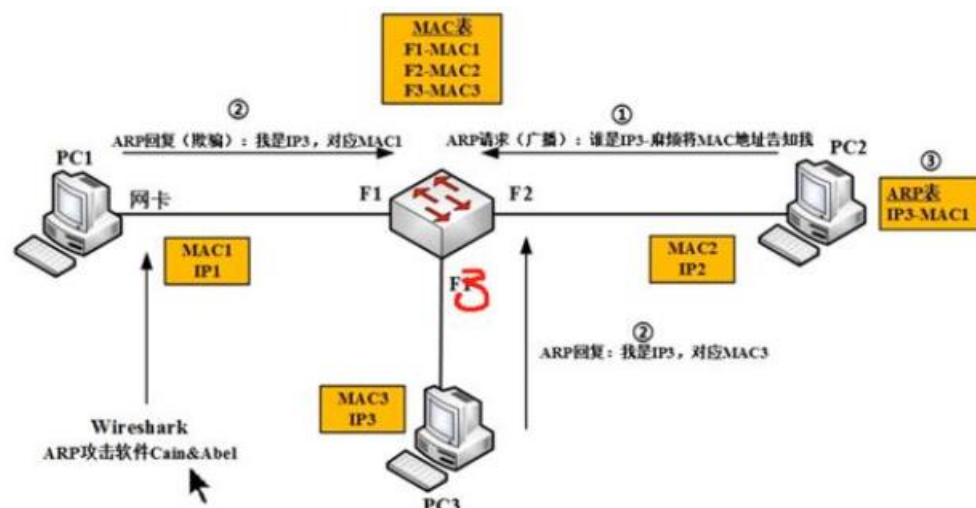 MAC表
F1-MAC1
F2-MAC2
F3-MAC3
②
ARP回复（欺骗）：我是IP3，对应MAC1
①
ARP请求（广播）：谁是IP3-麻烦将MAC地址告知我
PC1
PC2
③
网卡
F1
F2
ARP表
IP3-MAC1
MAC1
IP1
MAC2
IP2
F3
②
ARP回复：我是IP3，对应MAC3
MAC3
IP3
Wireshark
ARP攻击软件Cain&Abel
PC3